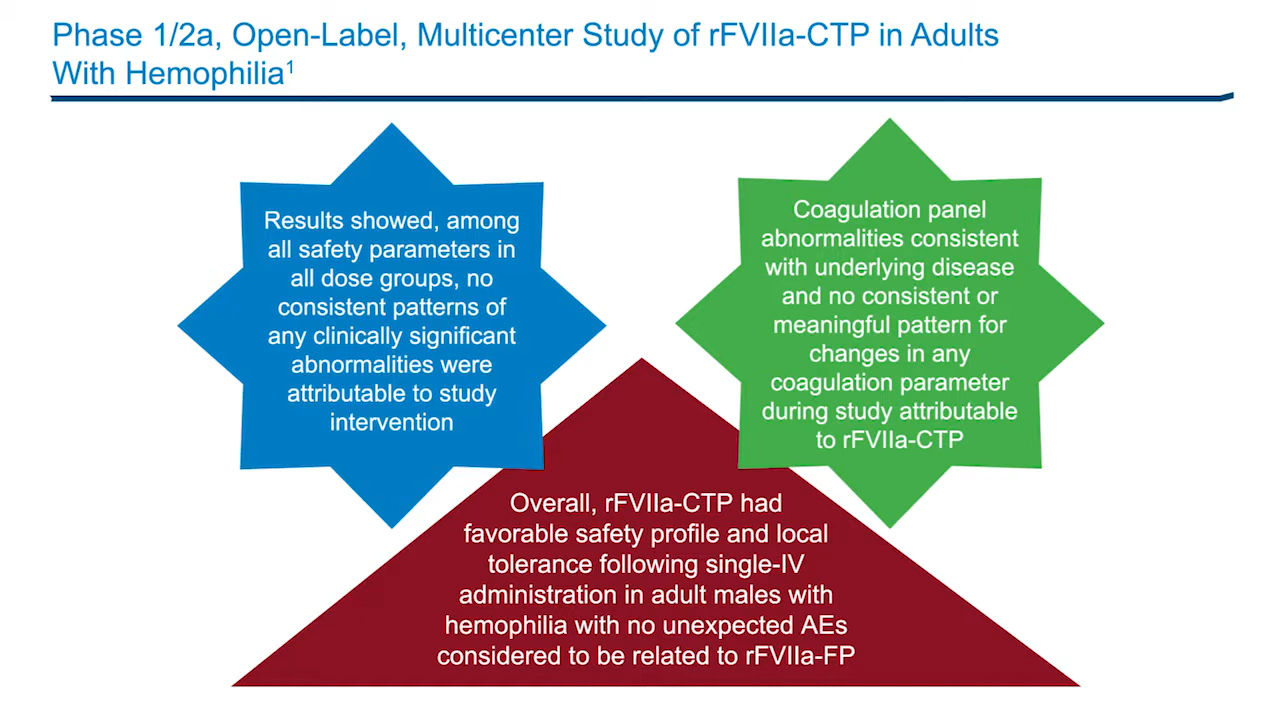 Phase 1/2a, Open-Label, Multicenter Study of rFVIIa-CTP in Adults
With Hemophilia¹
Results showed, among
all safety parameters in
all dose groups, no
consistent patterns of
any clinically significant
abnormalities were
attributable to study
intervention
Coagulation panel
abnormalities consistent
with underlying disease
and no consistent or
meaningful pattern for
changes in any
coagulation parameter
during study attributable
to rFVIIa-CTP
Overall, rFVIIa-CTP had
favorable safety profile and local
tolerance following single-IV
administration in adult males with
hemophilia with no unexpected AEs
considered to be related to rFVIIa-FP